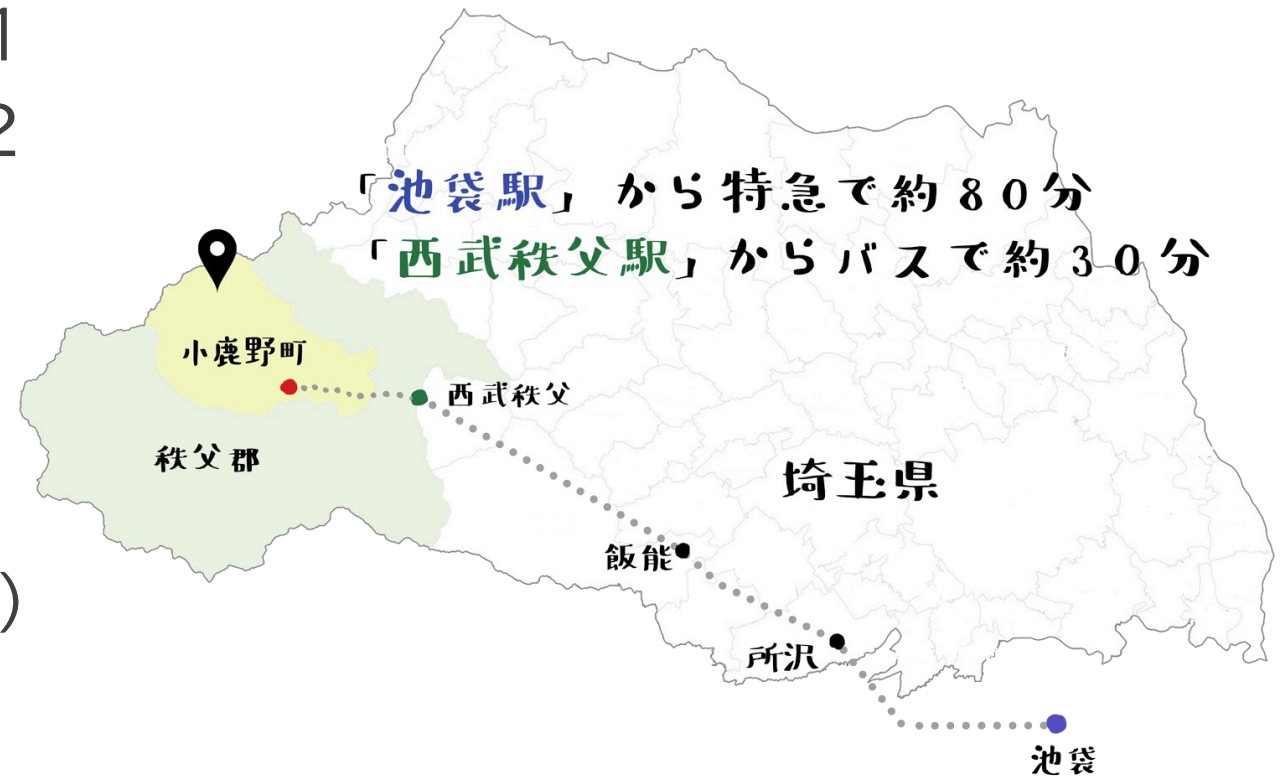 1
2
「池袋駅」から特急で約80分
「西武秩父駅」からバスで約30分
小鹿野町
西武秩父
秩父郡
埼玉県
飯能
)
所沢
池袋